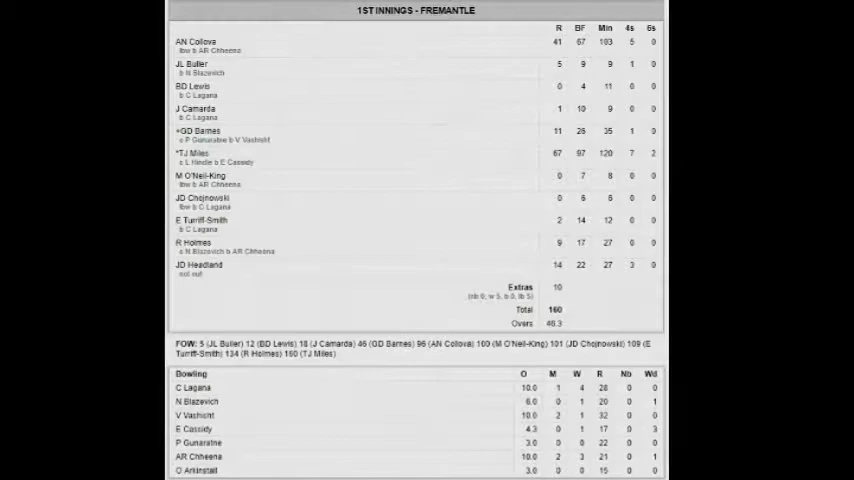 1ST INNINGS - FREMANTLE
R BF Min 4s 6s
AN Collova 41 67 103 5 0
lbw b AR Chheena
JL Buller 5 9 9 1 0
b N Blazevich
BD Lewis 0 4 11 0 0
b C Lagana
J Camarda 1 10 9 0 0
b C Lagana
+GD Barnes 11 26 35 1 0
c P Gunaratne b V Vashisht
*TJ Miles 67 97 120 7 2
c L Hindle b E Cassidy
M O'Neil-King 0 7 8 0 0
lbw b AR Chheena
JD Chojnowski 0 5 0 0
lbw b C Lagana
E Turriff-Smith 2 14 12 0 0
b C Lagana
R Holmes 9 17 27 0 0
c N Blazevich b AR Chheena
JD Headland 14 22 27 3 0
not out
Extras 10
(nb 0, w 5, b 0, lb 5)
Total 160
Overs 46.3
FOW: 5 (JL Buller) 12 (BD Lewis) 18 (J Camarda) 46 (GD Barnes) 96 (AN Collova) 100 (M O'Neil-King) 101 (JD Chojnowski) 109 (E
Turriff-Smith) 134 (R Holmes) 160 (TJ Miles)
Bowling O M W R Nb Wd
C Lagana 10.0 1 4 28 0 0
N Blazevich 6.0 0 1 20 0 1
V Vashisht 10.0 2 1 32 0 0
E Cassidy 4.3 0 1 17 0 3
P Gunaratne 3.0 0 0 22 0 0
AR Chheena 10.0 2 3 21 0 1
O Arkinstall 3.0 0 0 15 0 0